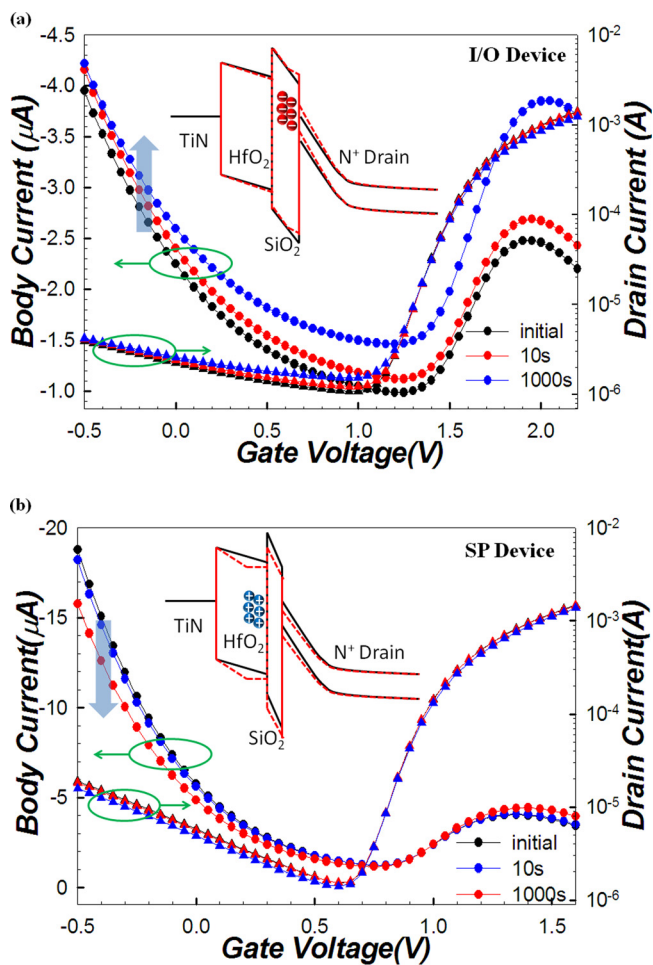 (a)
I/O Device
Body Current (μA)
-4.5
-4.0
-3.5
-3.0
-2.5
-2.0
-1.5
-1.0
TiN
HfO2
SiO2
N+ Drain
initial
10s
1000s
10-2
10-3
10-4
10-5
10-6
Drain Current (A)
-0.5 0.0 0.5 1.0 1.5 2.0
Gate Voltage(V)
(b)
SP Device
Body Current(μA)
-20
-15
-10
-5
0
TiN
HfO2
SiO2
N+ Drain
initial
10s
1000s
10-2
10-3
10-4
10-5
10-6
Drain Current(A)
-0.5 0.0 0.5 1.0 1.5
Gate Voltage(V)